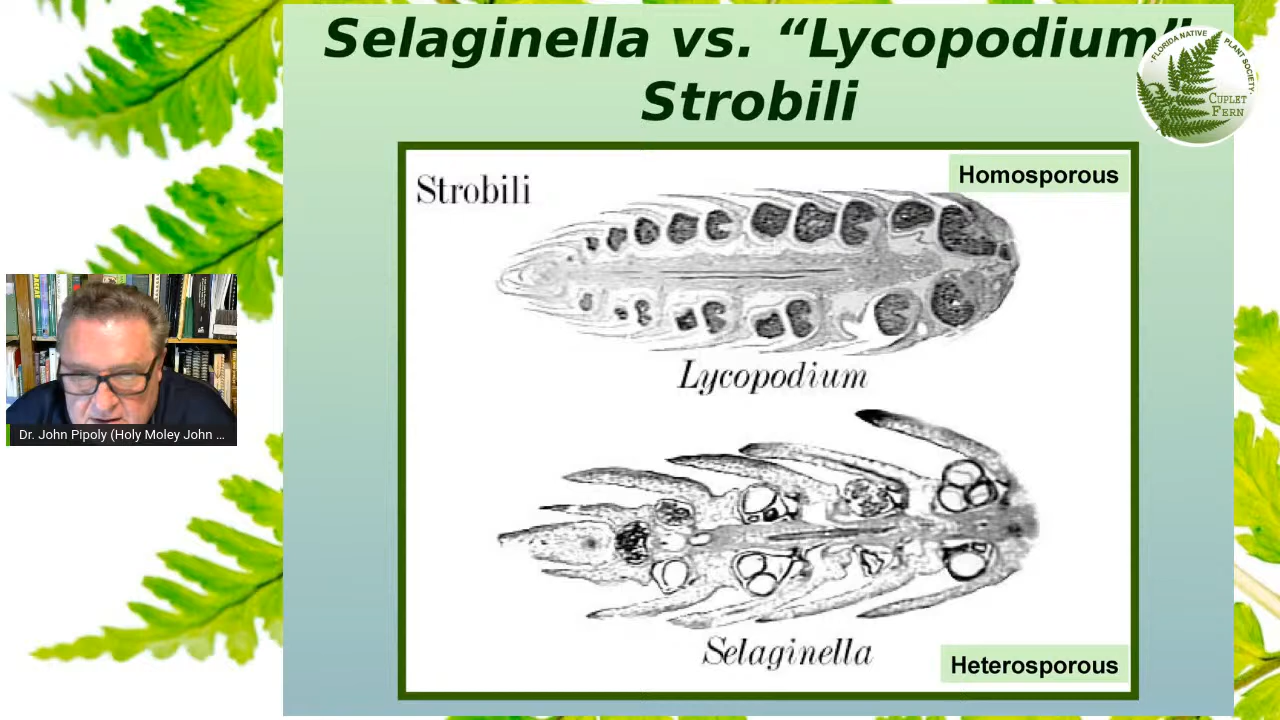 Selaginella vs. “Lycopodium”
Strobili
FLORIDA NATIVE PLANT SOCIETY
CUPLET
FERN
Homosporous
Strobili
Lycopodium
Selaginella
Heterosporous
Dr. John Pipoly (Holy Moley John ...